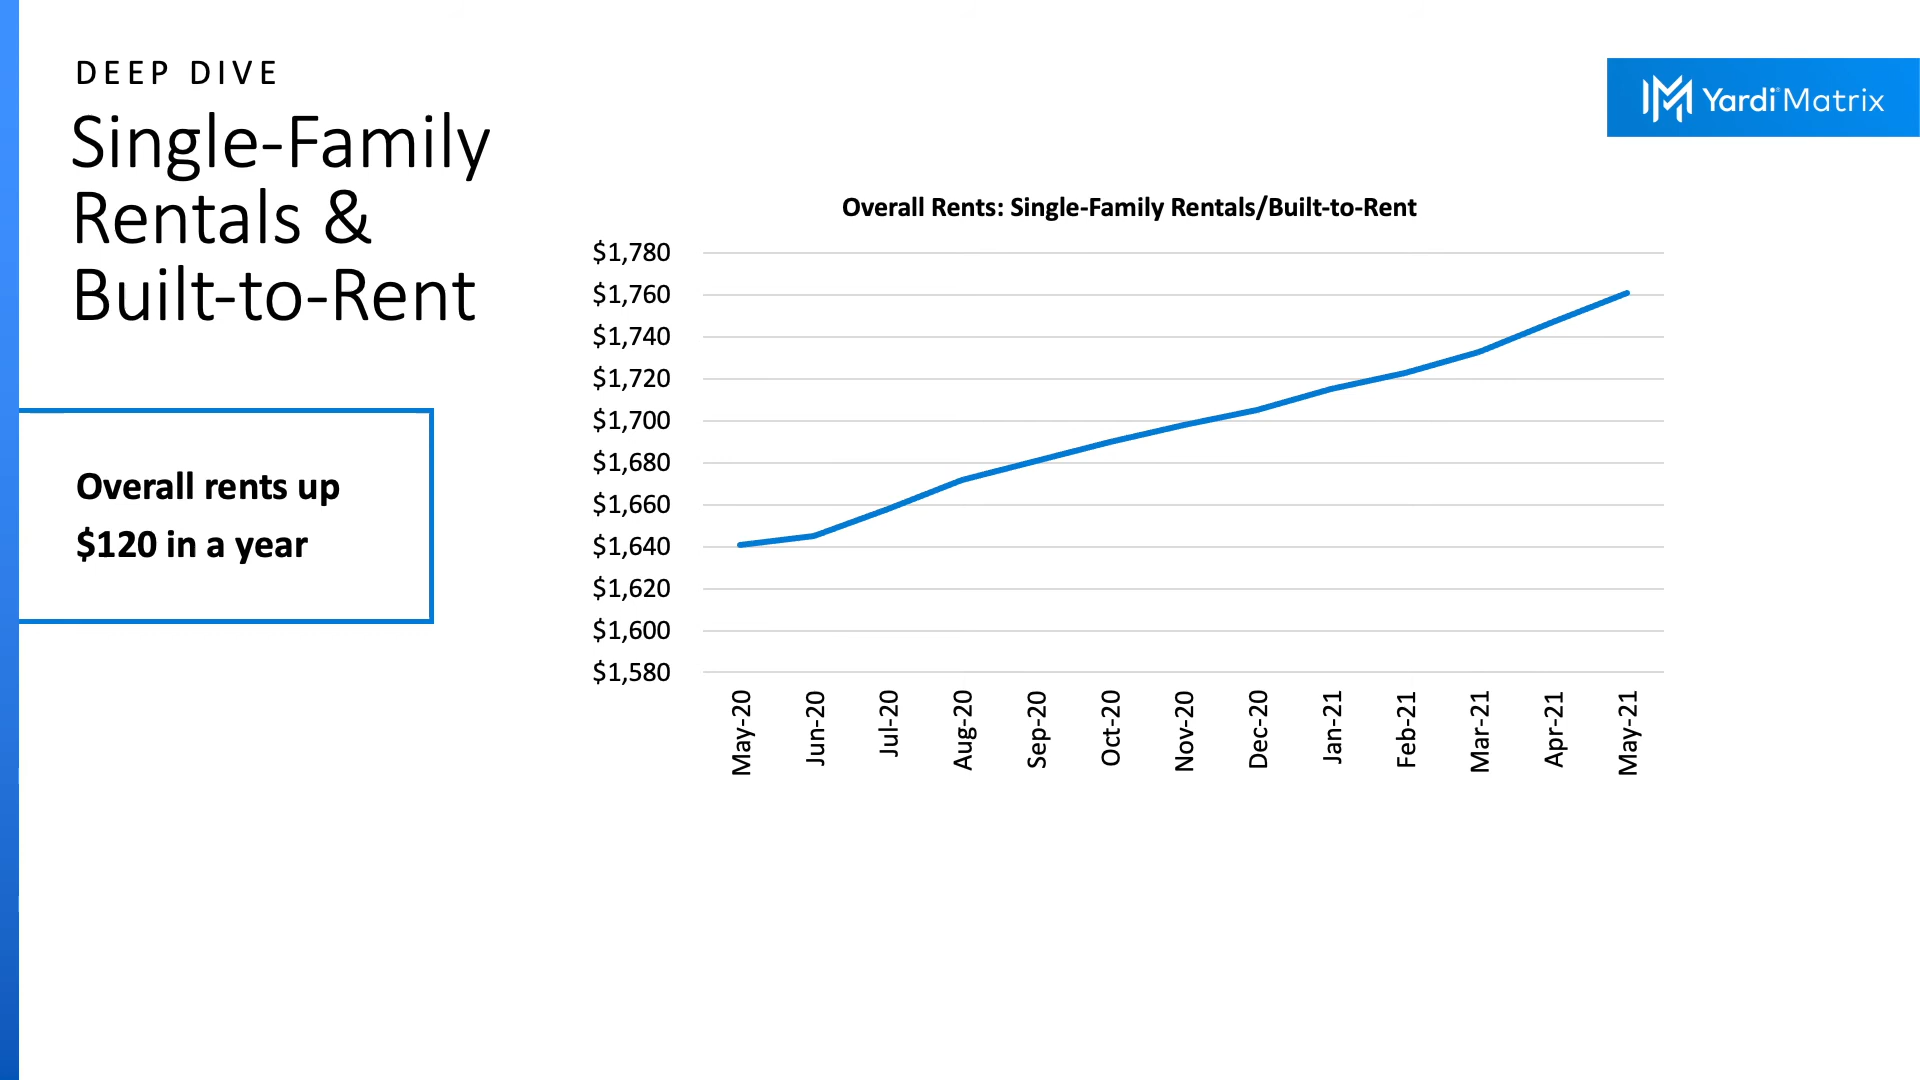 DEEP DIVE
Single-Family
Rentals &
Built-to-Rent
Yardi Matrix
Overall rents up
$120 in a year
Overall Rents: Single-Family Rentals/Built-to-Rent
$1,780
$1,760
$1,740
$1,720
$1,700
$1,680
$1,660
$1,640
$1,620
$1,600
$1,580
May-20
Jun-20
Jul-20
Aug-20
Sep-20
Oct-20
Nov-20
Dec-20
Jan-21
Feb-21
Mar-21
Apr-21
May-21